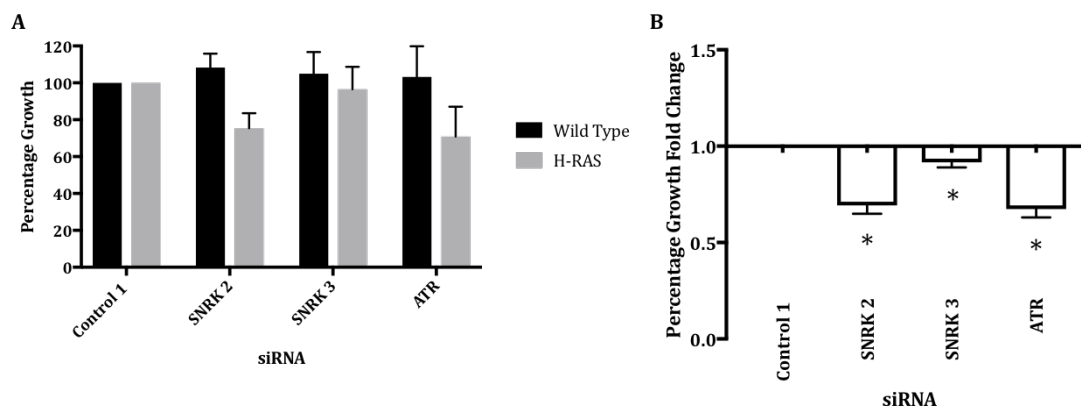 A
120
100
80
60
40
20
0
Percentage Growth
Control 1
SNRK 2
SNRK 3
ATR
siRNA
Wild Type
H-RAS
B
1.5
1.0
0.5
0.0
Percentage Growth Fold Change
*
*
*
Control 1
SNRK 2
SNRK 3
ATR
siRNA